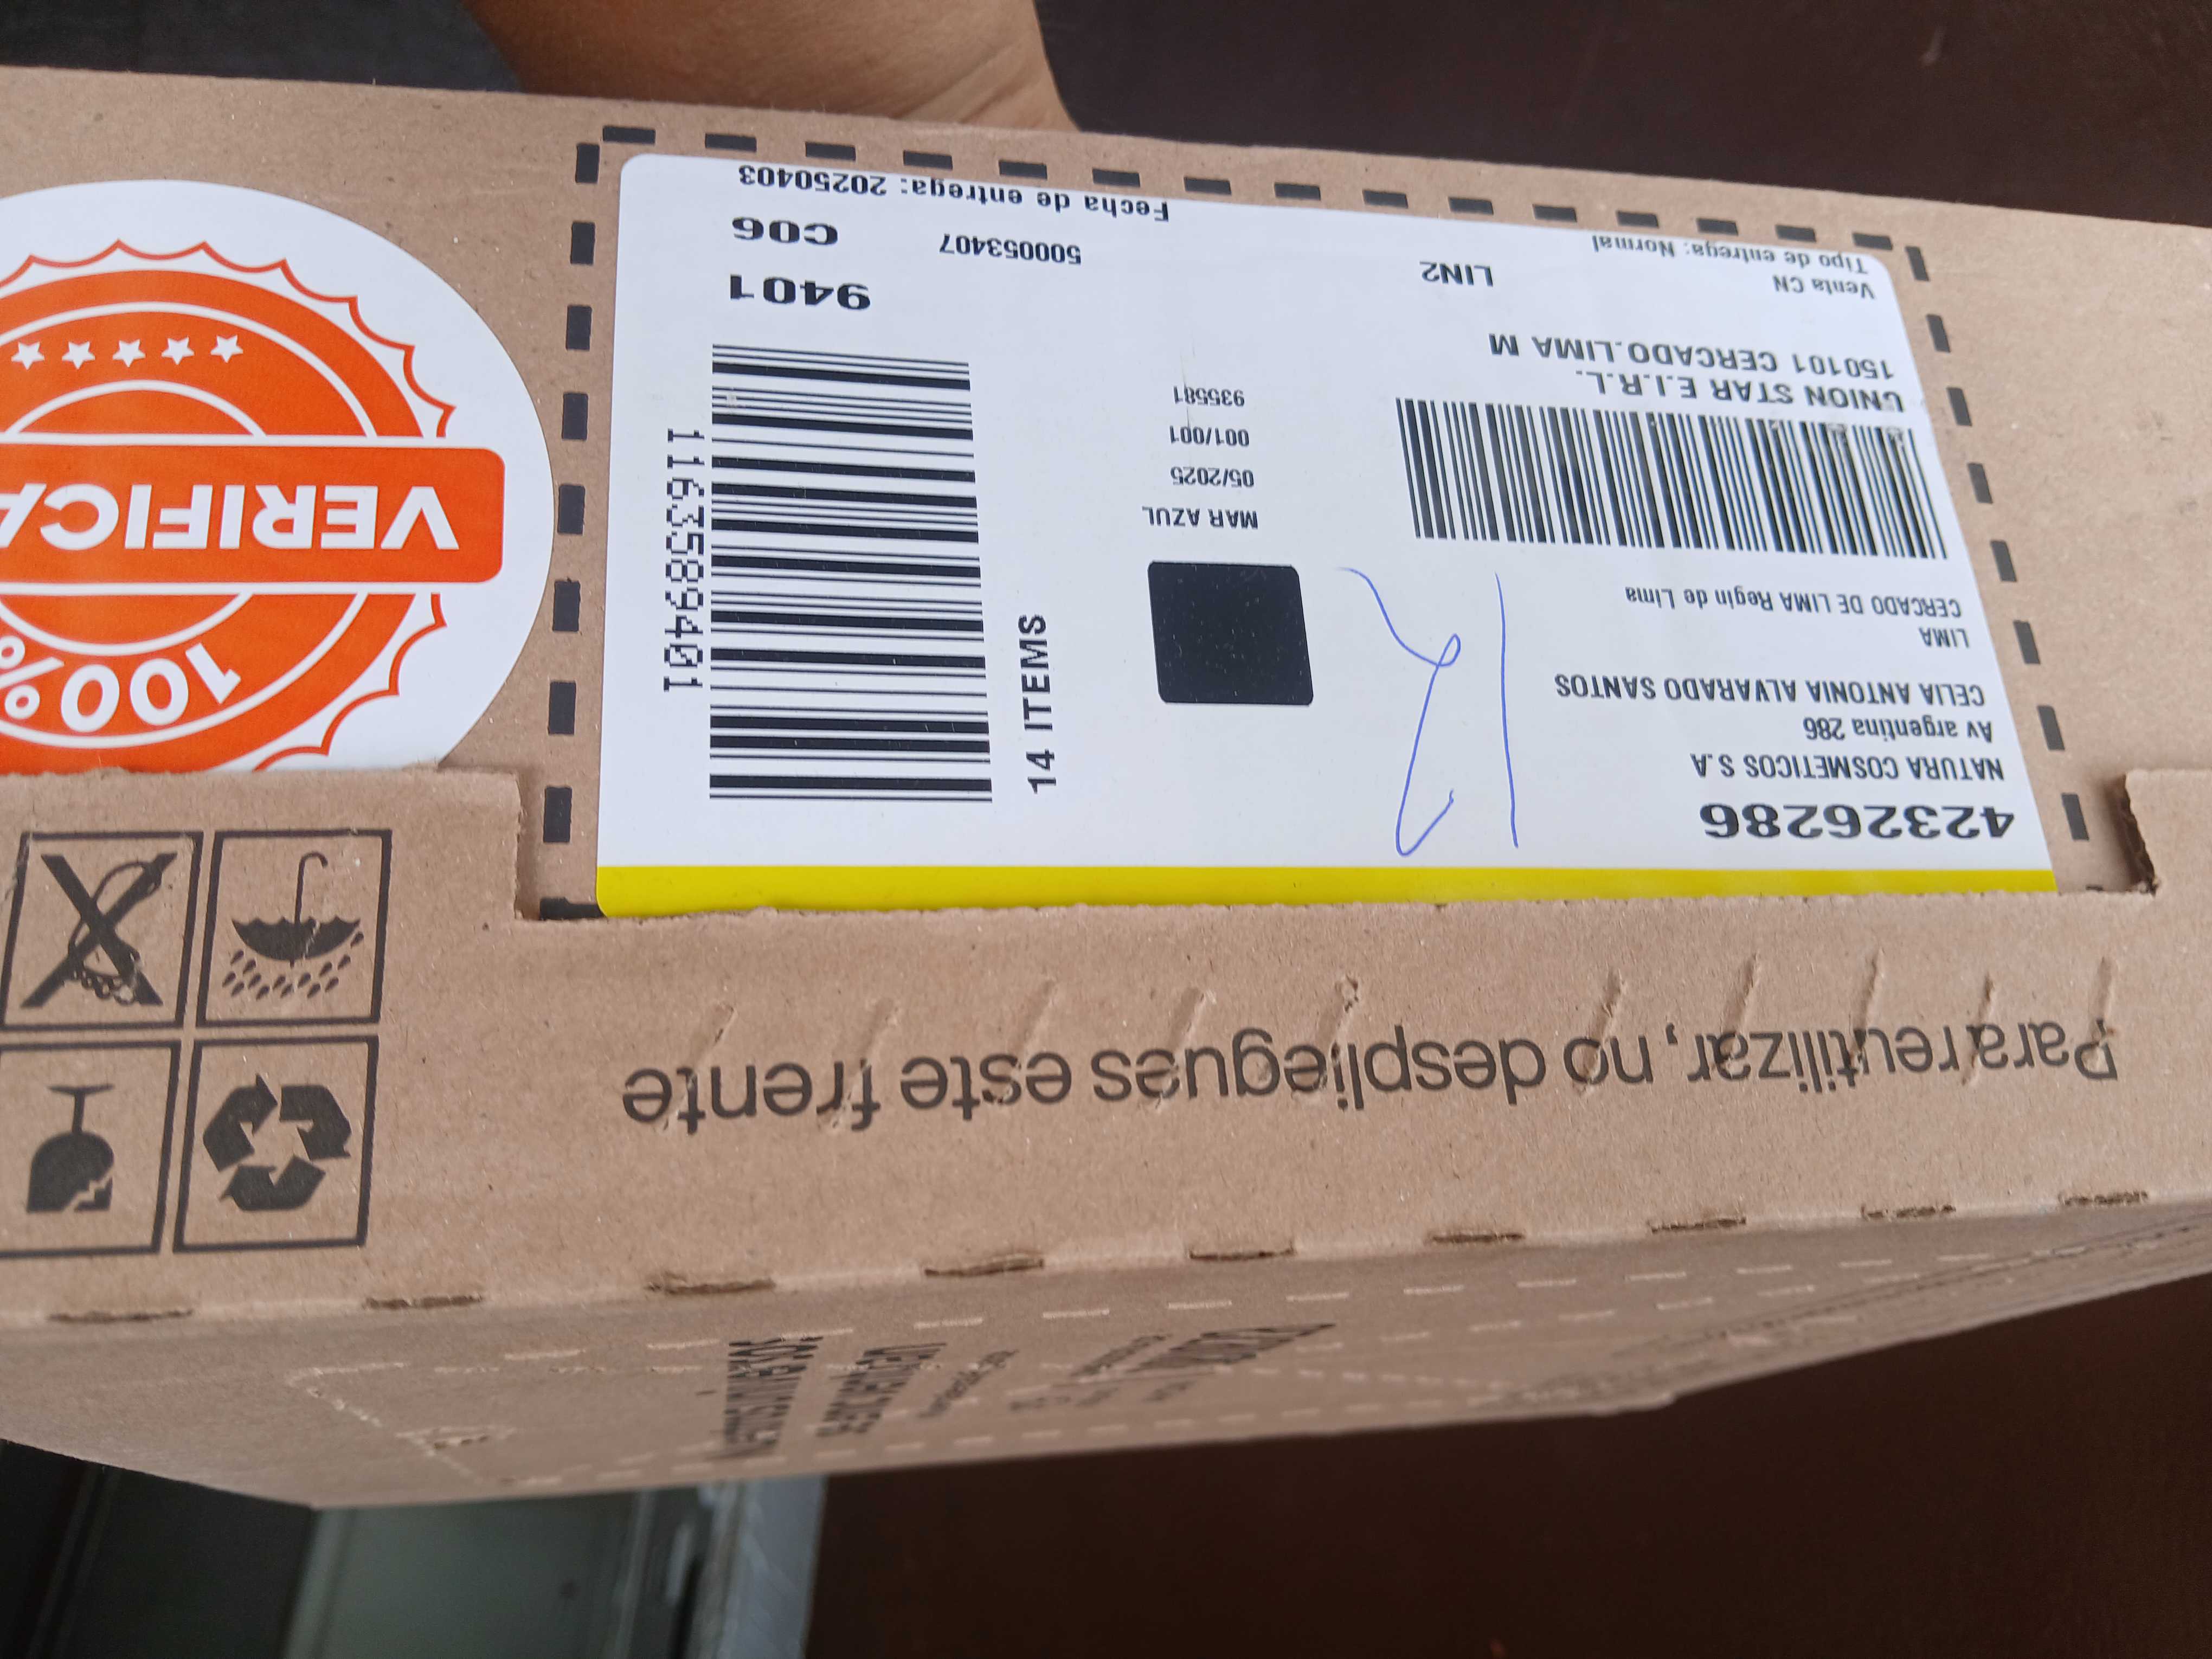 42326286
NATURA COSMETICOS S.A
Av argentina 286
CELIA ANTONIA ALVARADO SANTOS
LIMA
CERCADO DE LIMA Regin de Lima
UNION STAR E.I.R.L.
150101 CERCADO.LIMA M
Venta CN
Tipo de entrega: Normal
LIN2
MAR AZUL
05/2025
001/001
935581
14 ITEMS
1163589401
9401
C06
500053407
Fecha de entrega: 20250403
100%
VERIFICA
Para reutilizar, no despliegues este frente